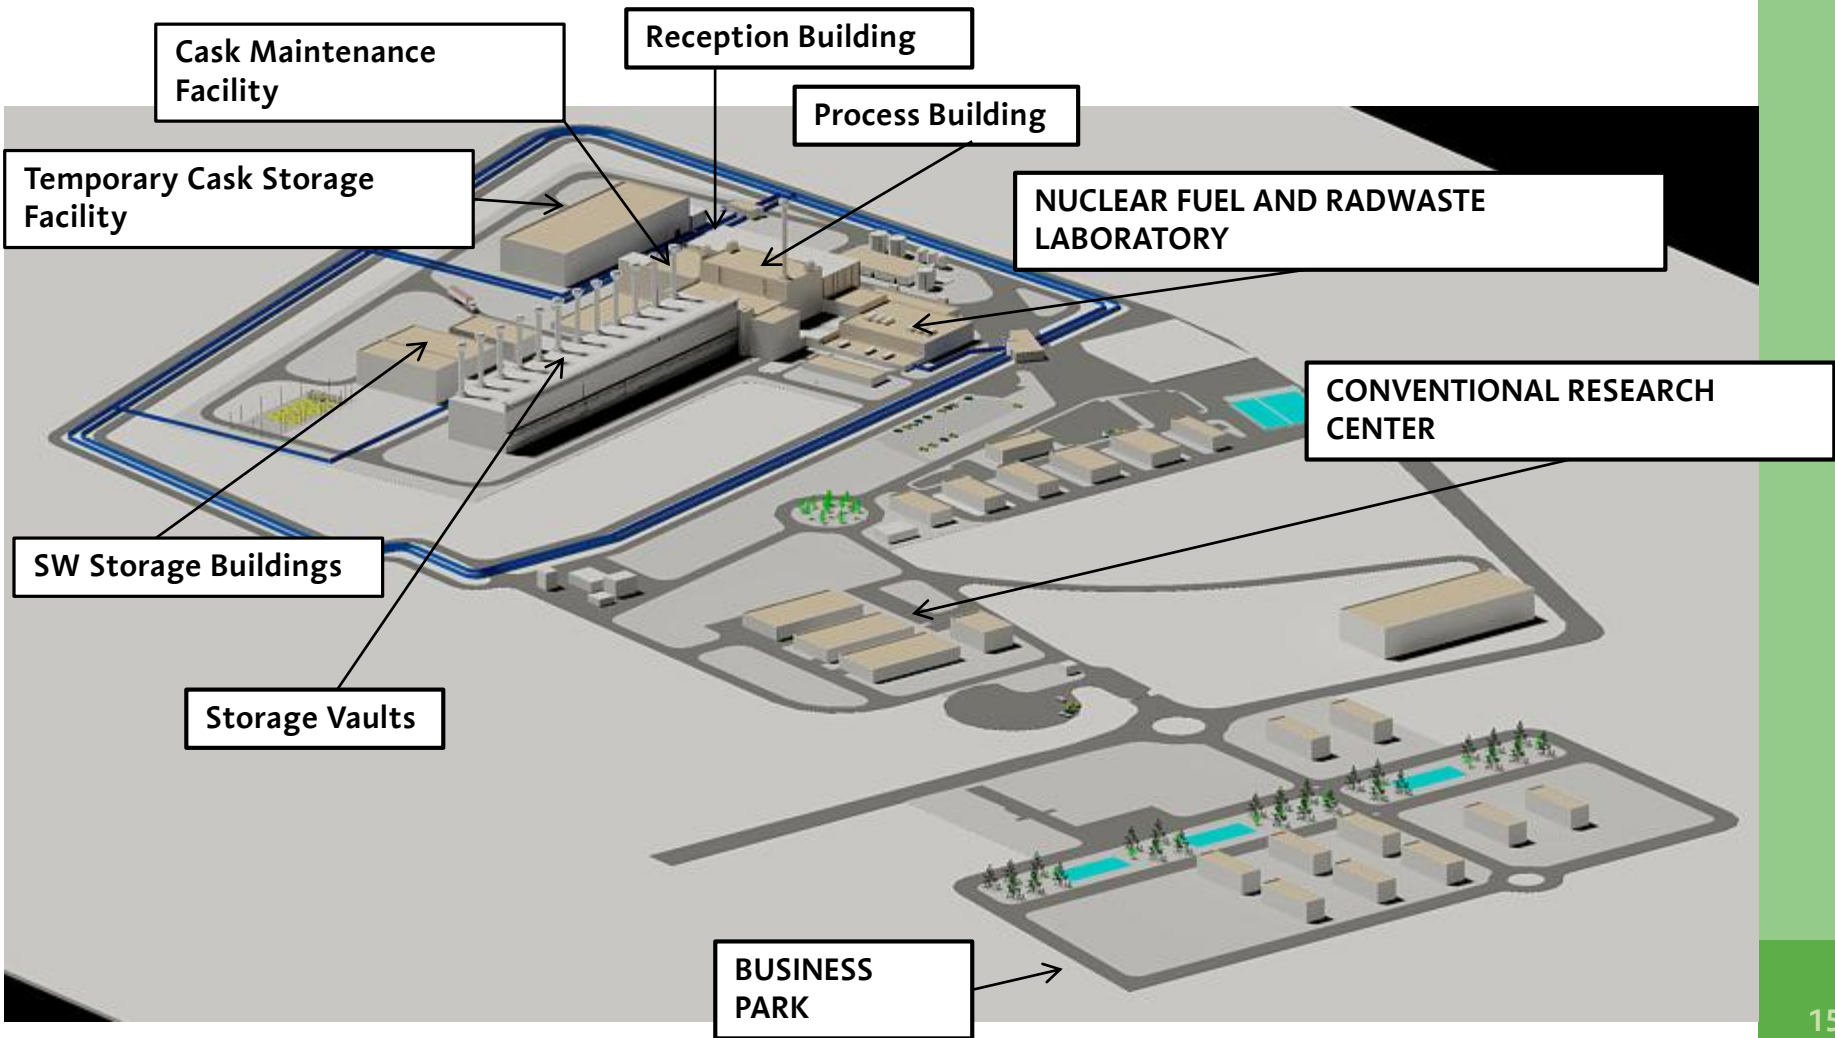 Reception Building
Cask Maintenance
Facility
Process Building
Temporary Cask Storage
Facility
NUCLEAR FUEL AND RADWASTE
LABORATORY
CONVENTIONAL RESEARCH
CENTER
SW Storage Buildings
Storage Vaults
BUSINESS
PARK
15